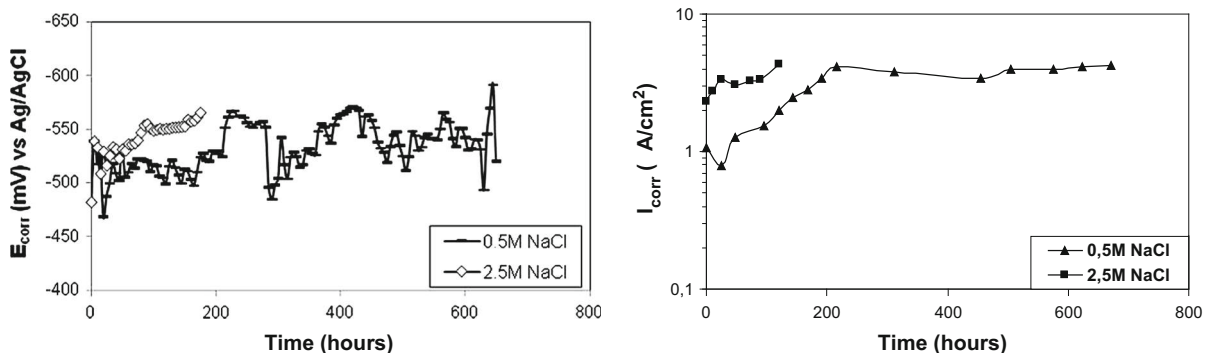 -650
-600
-550
-500
-450
-400
E_corr (mV) vs Ag/AgCl
0 200 400 600 800
Time (hours)
0.5M NaCl
2.5M NaCl
10
1
0,1
I_corr ( A/cm²)
0 200 400 600 800
Time (hours)
0,5M NaCl
2,5M NaCl